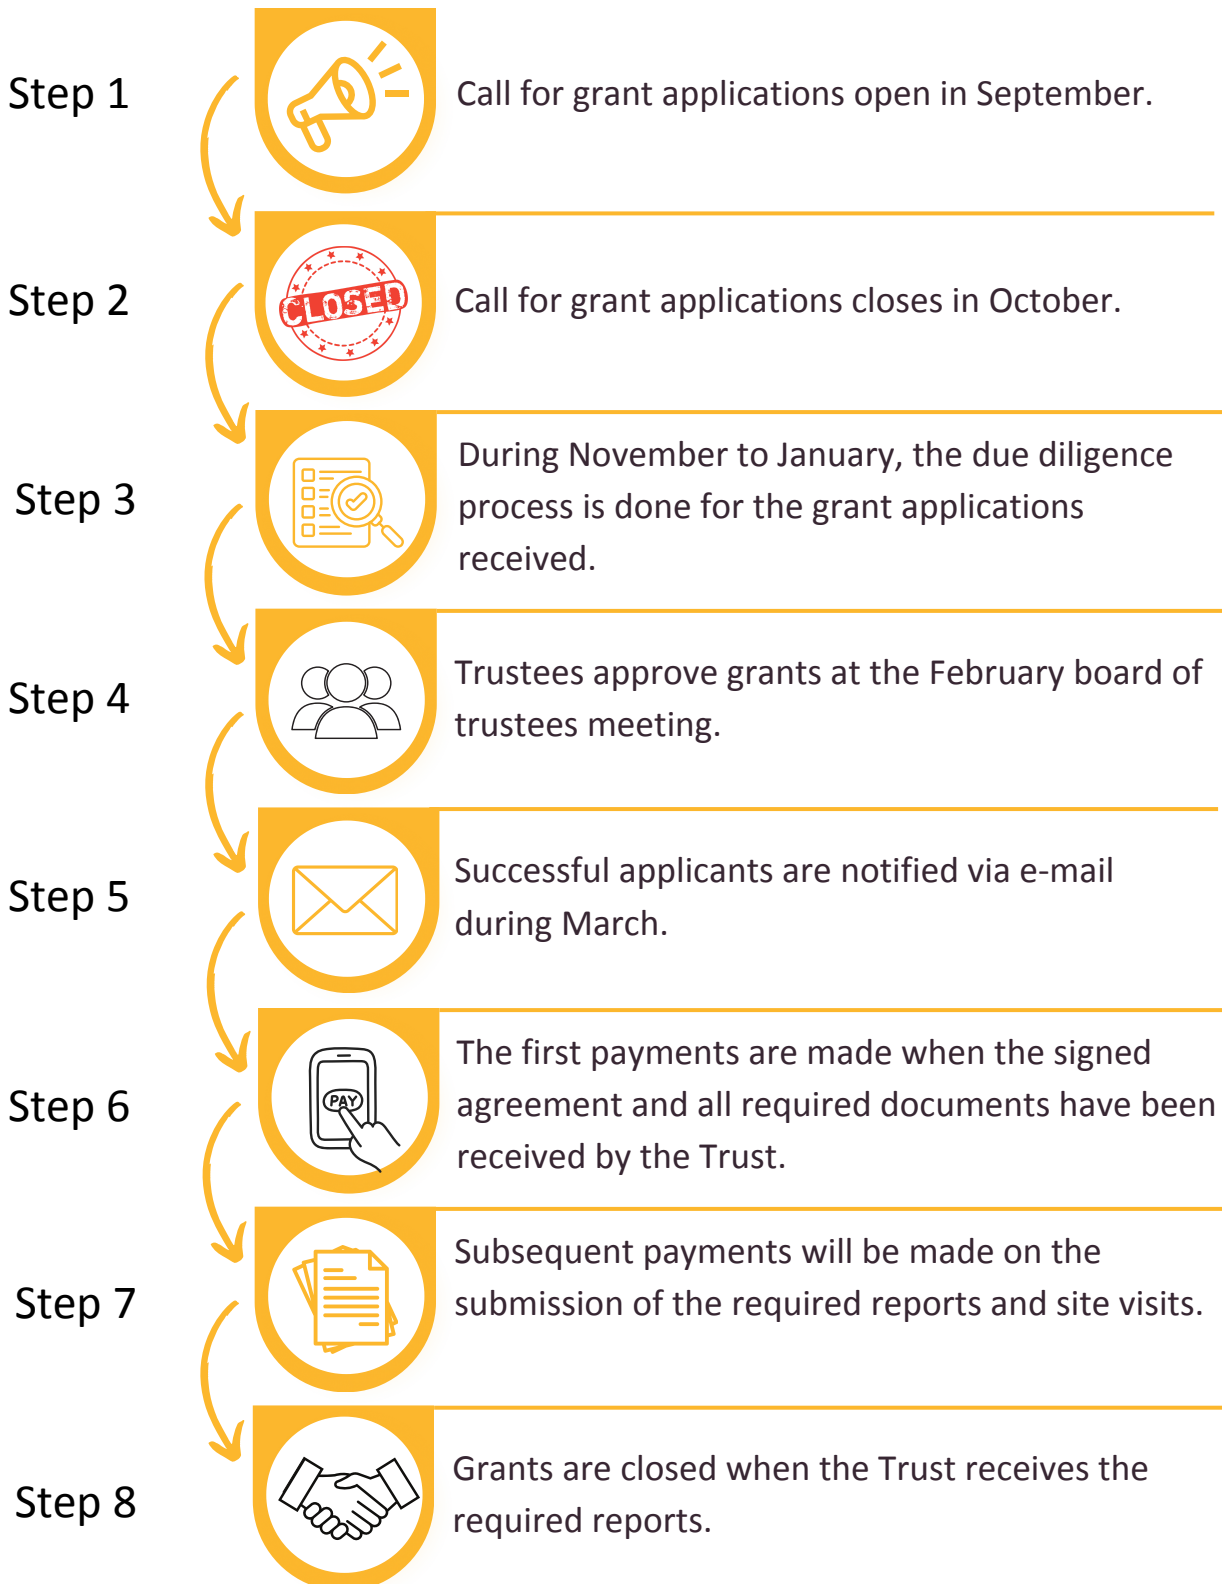 Step 1
Call for grant applications open in September.
Step 2
CLOSED
Call for grant applications closes in October.
Step 3
During November to January, the due diligence
process is done for the grant applications
received.
Step 4
Trustees approve grants at the February board of
trustees meeting.
Step 5
Successful applicants are notified via e-mail
during March.
Step 6
PAY
The first payments are made when the signed
agreement and all required documents have been
received by the Trust.
Step 7
Subsequent payments will be made on the
submission of the required reports and site visits.
Step 8
Grants are closed when the Trust receives the
required reports.